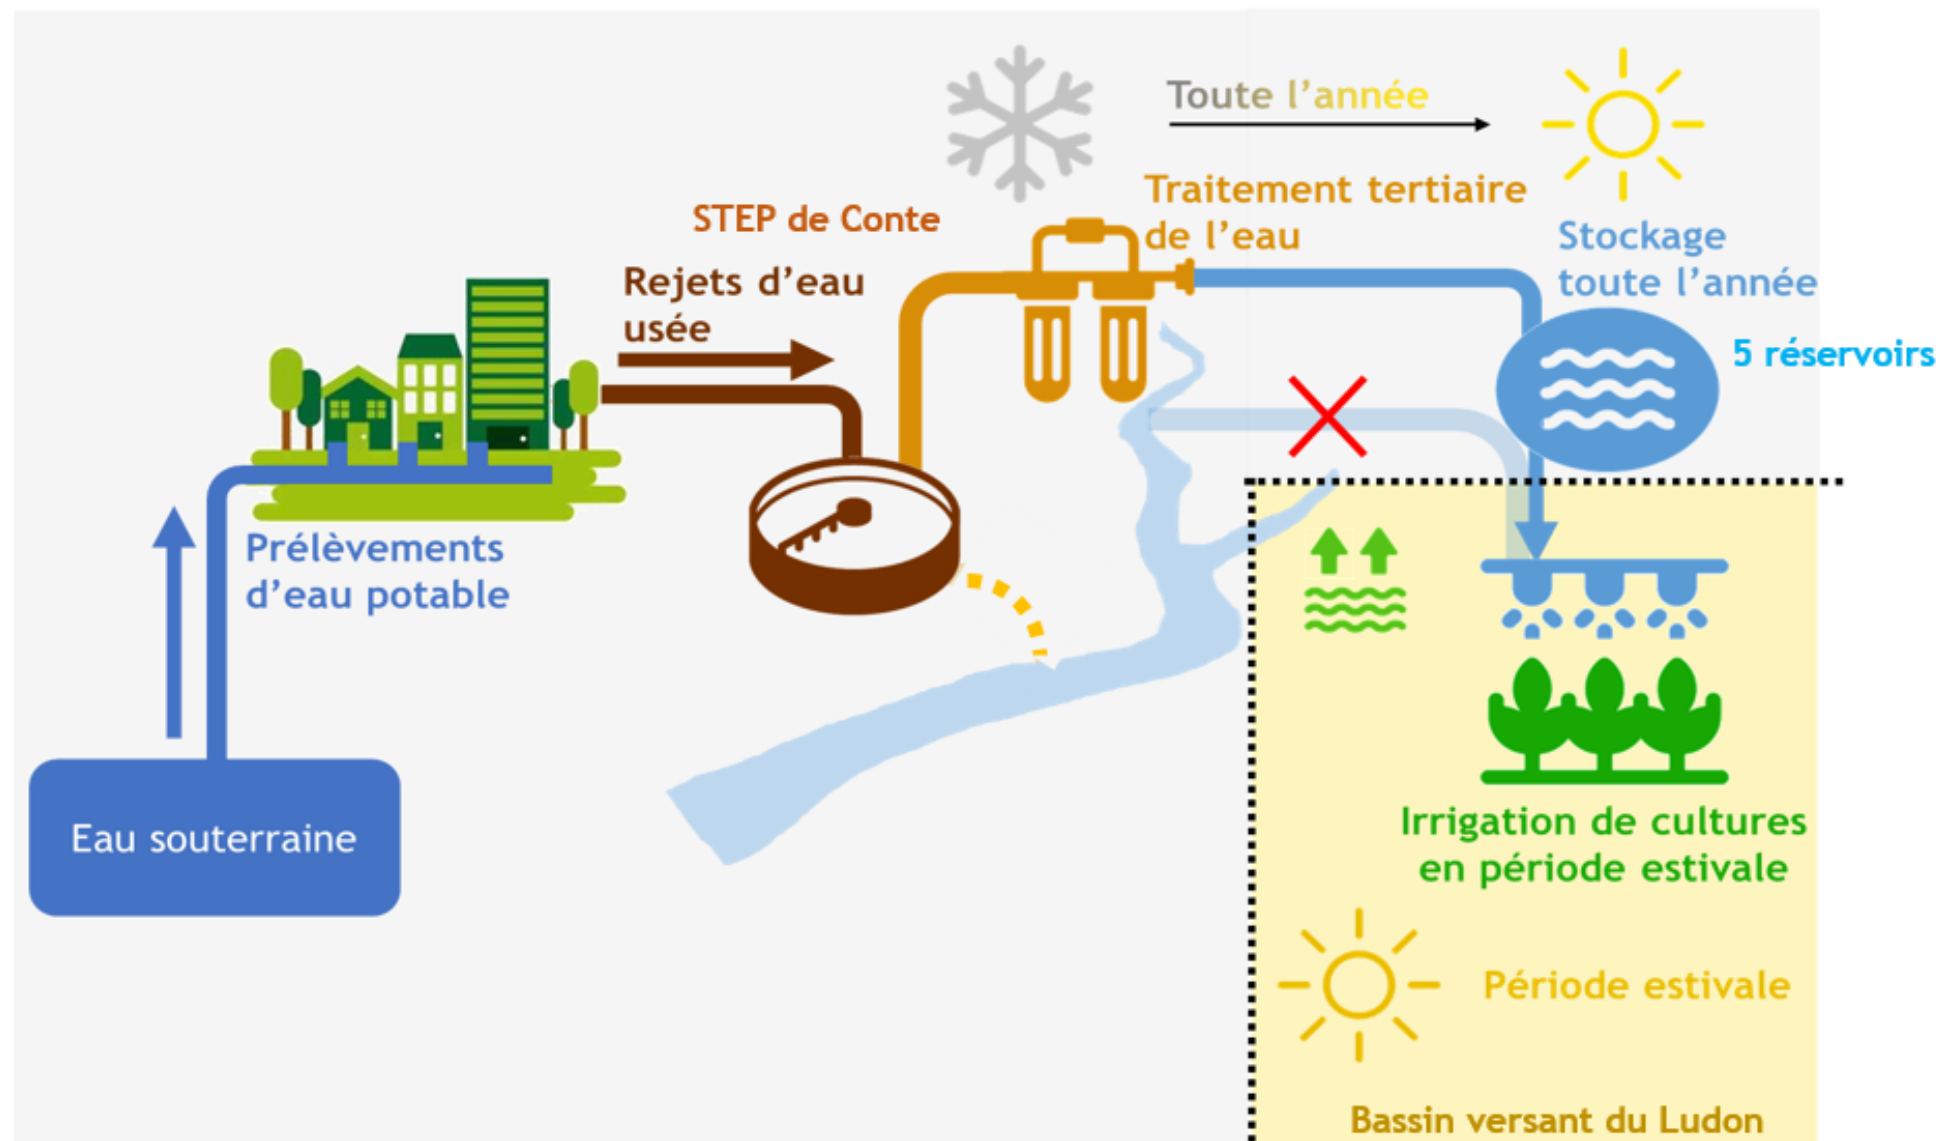 Toute l'année
Traitement tertiaire
de l'eau
STEP de Conte
Rejets d'eau
usée
Stockage
toute l'année
5 réservoirs
Prélèvements
d'eau potable
Eau souterraine
Irrigation de cultures
en période estivale
Période estivale
Bassin versant du Ludon